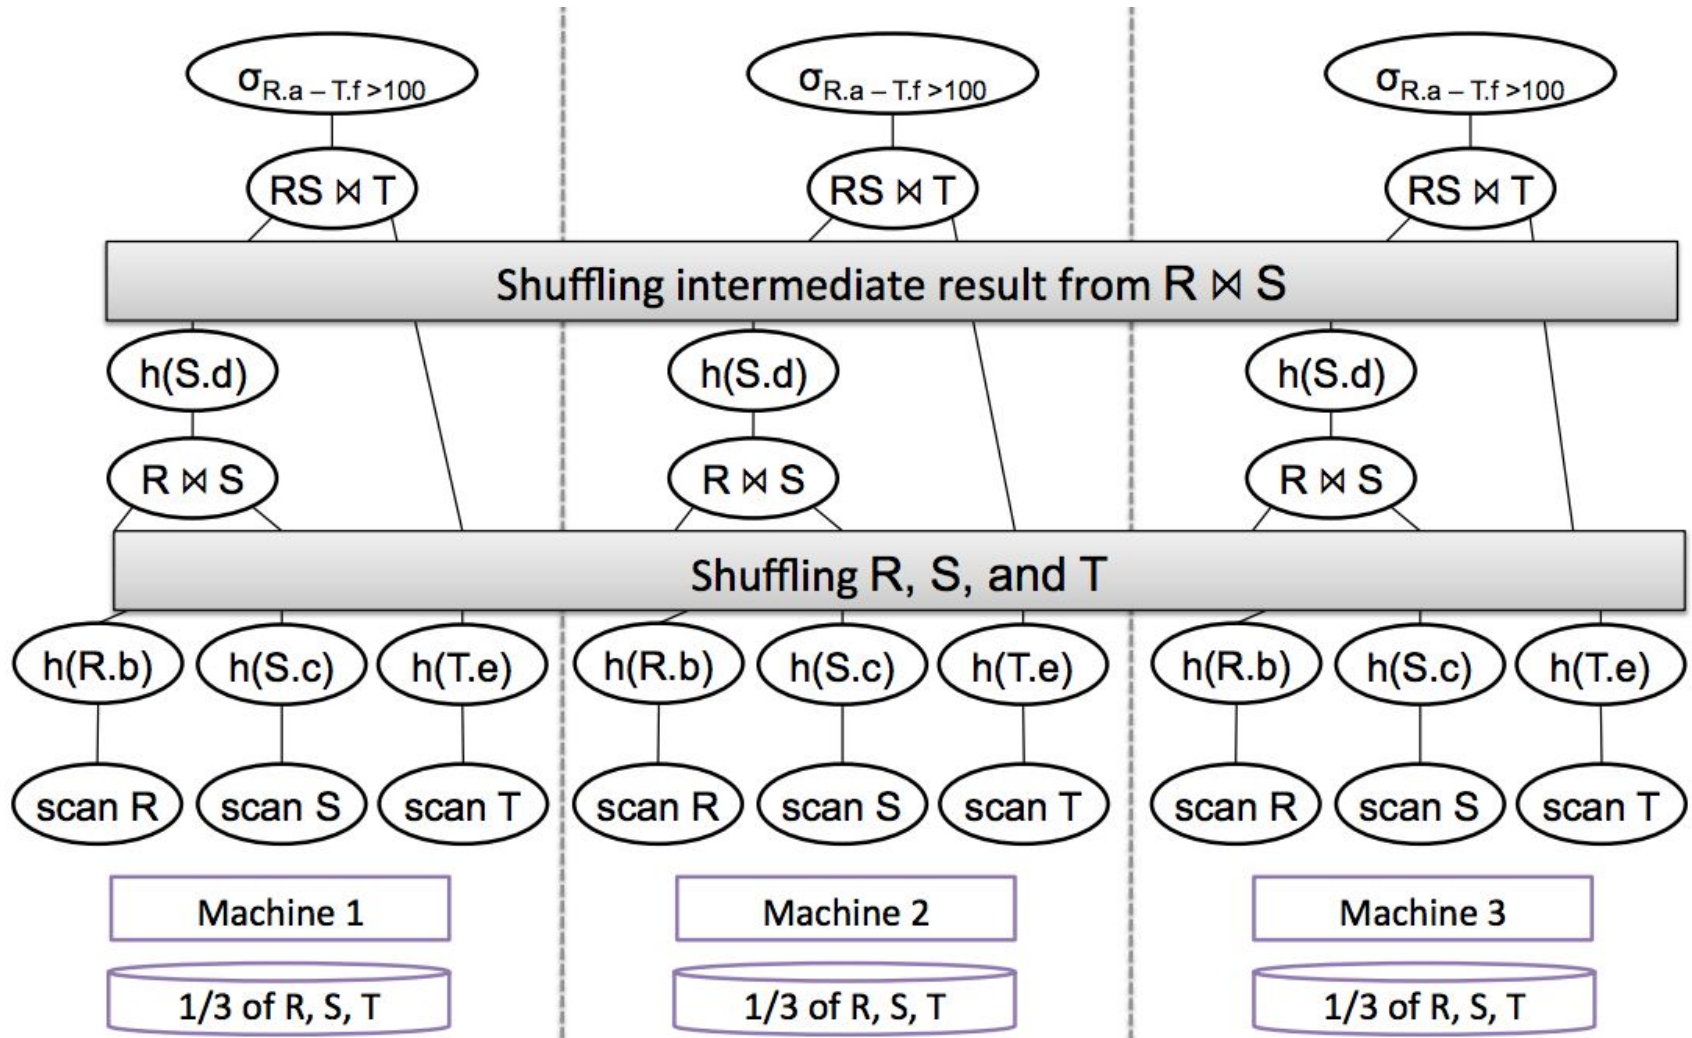 σR.a – T.f >100 σR.a – T.f >100 σR.a – T.f >100
RS ⋈ T RS ⋈ T RS ⋈ T
Shuffling intermediate result from R ⋈ S
h(S.d) h(S.d) h(S.d)
R ⋈ S R ⋈ S R ⋈ S
Shuffling R, S, and T
h(R.b) h(S.c) h(T.e) h(R.b) h(S.c) h(T.e) h(R.b) h(S.c) h(T.e)
scan R scan S scan T scan R scan S scan T scan R scan S scan T
Machine 1 Machine 2 Machine 3
1/3 of R, S, T 1/3 of R, S, T 1/3 of R, S, T